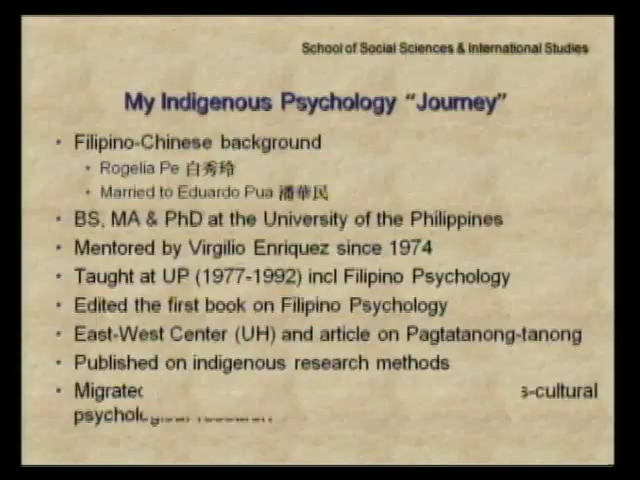 School of Social Sciences & International Studies
My Indigenous Psychology “Journey”
• Filipino-Chinese background
• Rogelia Pe 白秀玲
• Married to Eduardo Pua 潘華民
• BS, MA & PhD at the University of the Philippines
• Mentored by Virgilio Enriquez since 1974
• Taught at UP (1977-1992) incl Filipino Psychology
• Edited the first book on Filipino Psychology
• East-West Center (UH) and article on Pagtatanong-tanong
• Published on indigenous research methods
• Migrated s-cultural